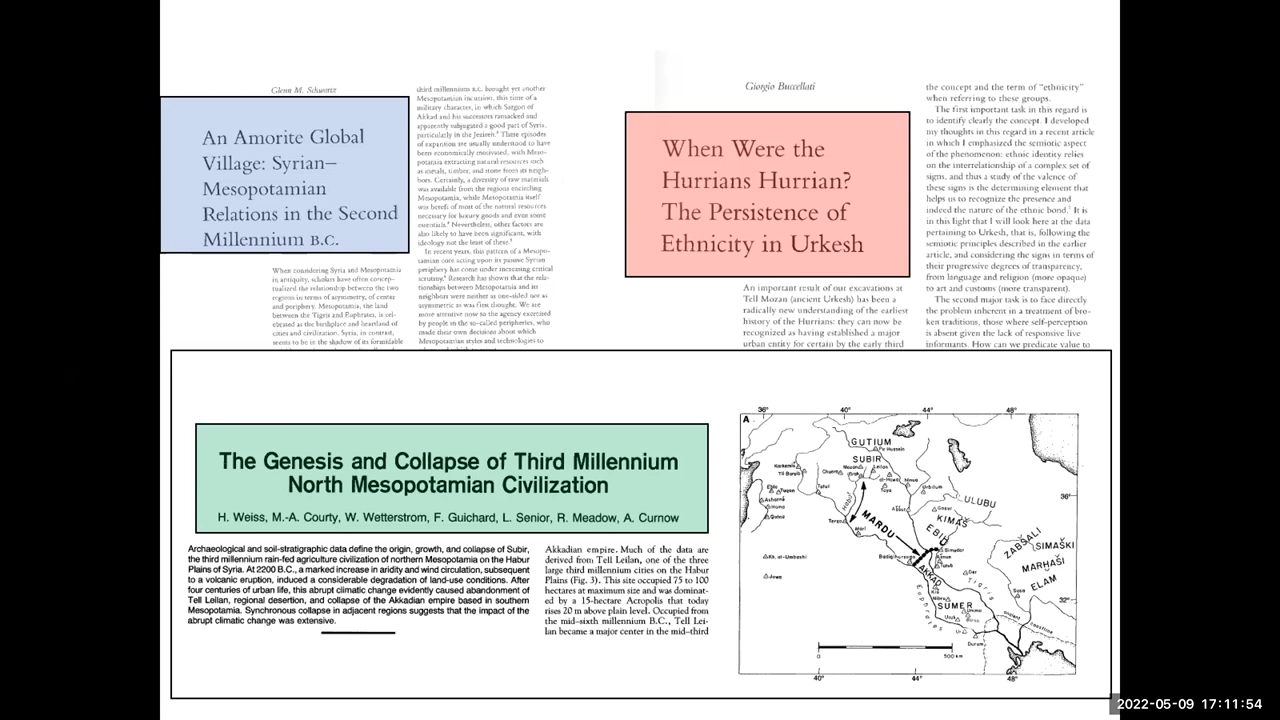 Glenn M. Schwartz
An Amorite Global
Village: Syrian–
Mesopotamian
Relations in the Second
Millennium B.C.
When considering Syria and Mesopotamia
in antiquity, scholars have often concep-
tualized the relationship between the two
regions in terms of asymmetry, of center
and periphery. Mesopotamia, the land
between the Tigris and Euphrates, is cel-
ebrated as the birthplace and heartland of
cities and civilization. Syria, in contrast,
seems to be in the shadow of its formidable
third millennium B.C. brought yet another
Mesopotamian incursion, this time of a
military character, in which Sargon of
Akkad and his successors ransacked and
apparently subjugated a good part of Syria,
particularly in the Jezireh.⁴ These episodes
of expansion are usually understood to have
been economically motivated, with Meso-
potamia extracting natural resources such
as metals, timber, and stone from its neigh-
bors. Certainly, a diversity of raw materials
was available from the regions encircling
Mesopotamia, while Mesopotamia itself
was bereft of most of the natural resources
necessary for luxury goods and even some
essentials. Nevertheless, other factors are
also likely to have been significant, with
ideology not the least of these.
In recent years, this pattern of a Mesopo-
tamian core acting upon its passive Syrian
periphery has come under increasing critical
scrutiny. Research has shown that the rela-
tionships between Mesopotamia and its
neighbors were neither as one-sided nor as
asymmetric as was first thought. We are
more attentive now to the agency exercised
by people in the so-called peripheries, who
made their own decisions about which
Mesopotamian styles and technologies to
Giorgio Buccellati
When Were the
Hurrians Hurrian?
The Persistence of
Ethnicity in Urkesh
An important result of our excavations at
Tell Mozan (ancient Urkesh) has been a
radically new understanding of the earliest
history of the Hurrians: they can now be
recognized as having established a major
urban entity for certain by the early third
the concept and the term of “ethnicity”
when referring to these groups.
The first important task in this regard is
to identify clearly the concept. I developed
my thoughts in this regard in a recent article
in which I emphasized the semiotic aspect
of the phenomenon: ethnic identity relies
on the interrelationship of a complex set of
signs, and thus a study of the valence of
these signs is the determining element that
helps us to recognize the presence and
indeed the nature of the ethnic bond.¹ It is
in this light that I will look here at the data
pertaining to Urkesh, that is, following the
semiotic principles described in the earlier
article, and considering the signs in terms of
their progressive degrees of transparency,
from language and religion (more opaque)
to art and customs (more transparent).
The second major task is to face directly
the problem inherent in a treatment of bro-
ken traditions, those where self-perception
is absent given the lack of responsive live
informants. How can we predicate value to
The Genesis and Collapse of Third Millennium
North Mesopotamian Civilization
H. Weiss, M.-A. Courty, W. Wetterstrom, F. Guichard, L. Senior, R. Meadow, A. Curnow
Archaeological and soil-stratigraphic data define the origin, growth, and collapse of Subir,
the third millennium rain-fed agriculture civilization of northern Mesopotamia on the Habur
Plains of Syria. At 2200 B.C., a marked increase in aridity and wind circulation, subsequent
to a volcanic eruption, induced a considerable degradation of land-use conditions. After
four centuries of urban life, this abrupt climatic change evidently caused abandonment of
Tell Leilan, regional desertion, and collapse of the Akkadian empire based in southern
Mesopotamia. Synchronous collapse in adjacent regions suggests that the impact of the
abrupt climatic change was extensive.
Akkadian empire. Much of the data are
derived from Tell Leilan, one of the three
large third millennium cities on the Habur
Plains (Fig. 3). This site occupied 75 to 100
hectares at maximum size and was dominat-
ed by a 15-hectare Acropolis that today
rises 20 m above plain level. Occupied from
the mid-sixth millennium B.C., Tell Lei-
lan became a major center in the mid–third
A
36° 40° 44° 48°
GUTIUM
SUBIR
Leilan
Mozan
Habur
MARDU
Mari
ULUBU
KIMAŠ
EBIḪ
ZABŠALI
ŠIMAŠKI
MARḪAŠI
ELAM
AKKAD
Tigris
Euphrates
SUMER
Susa
Ancient Coastline
36°
32°
0 500 km
40° 44° 48°
2022-05-09 17:11:54